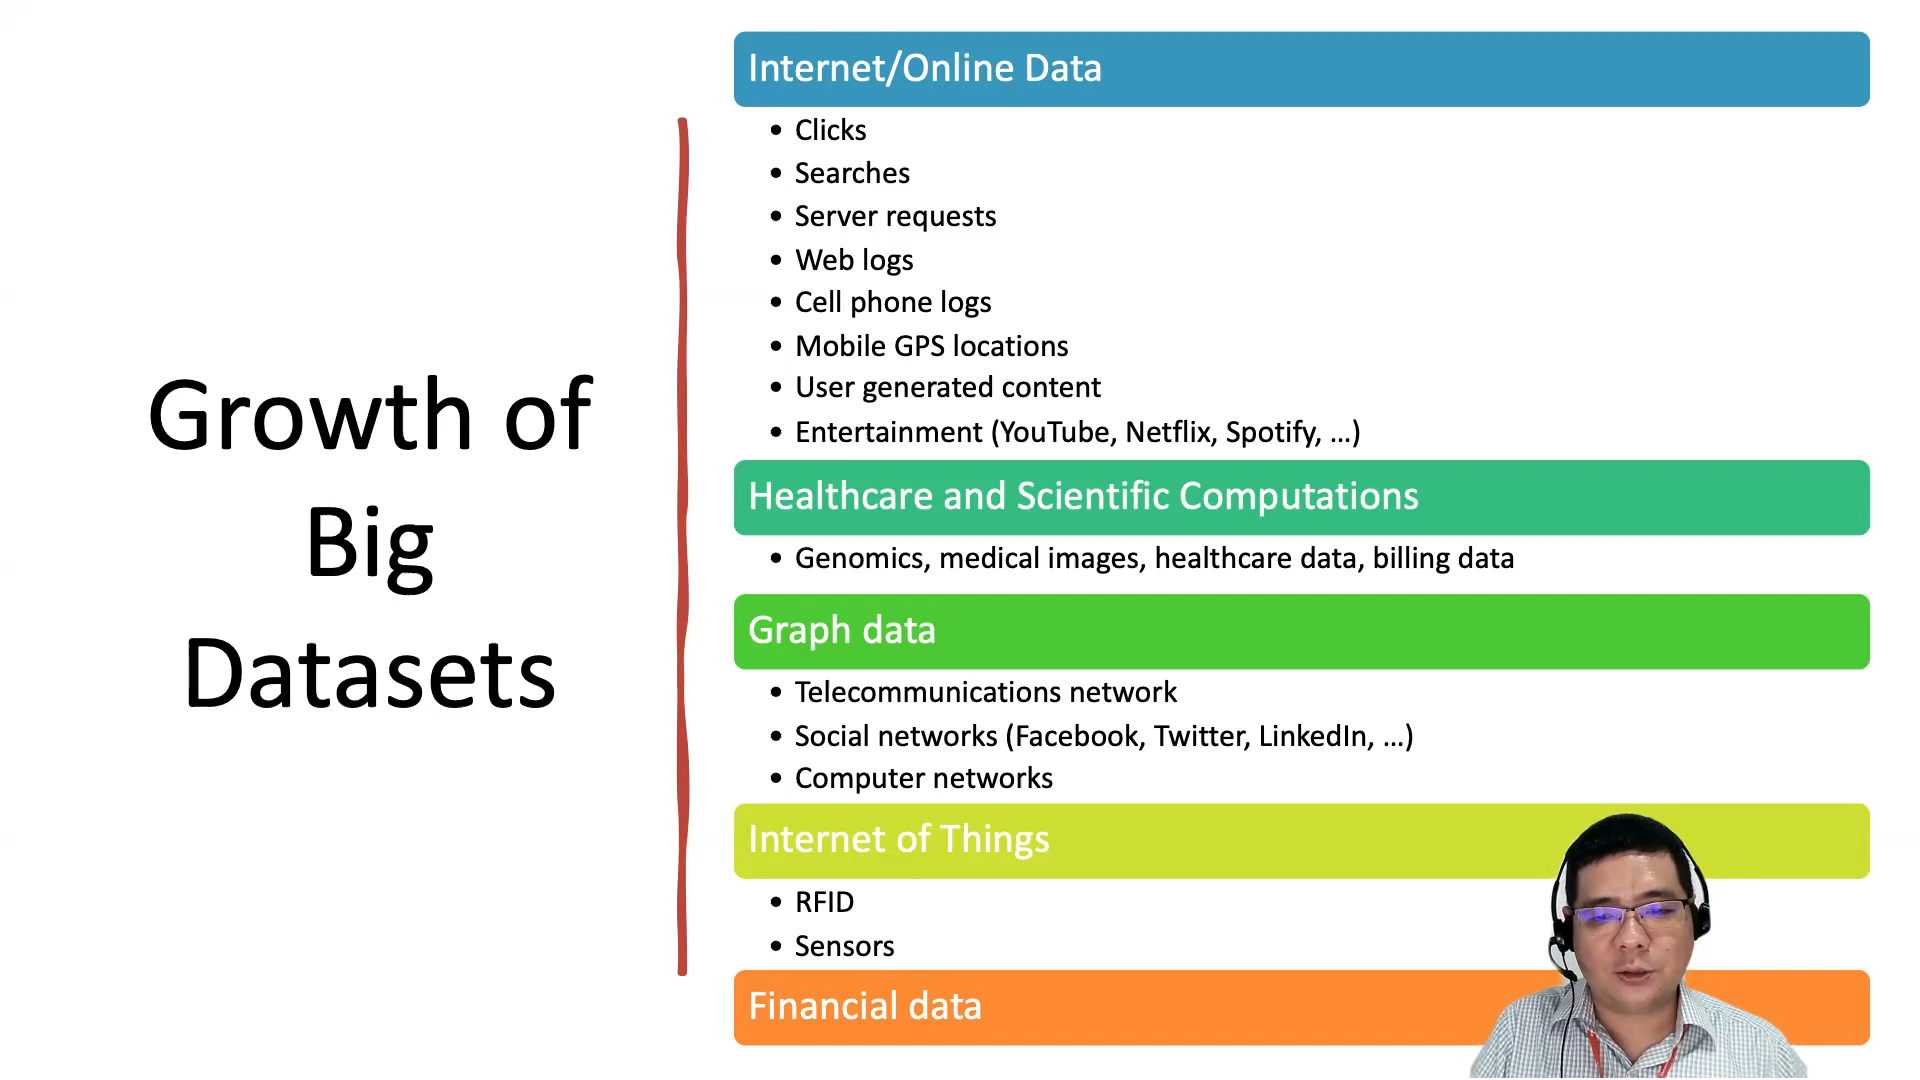 Growth of
Big
Datasets
Internet/Online Data
• Clicks
• Searches
• Server requests
• Web logs
• Cell phone logs
• Mobile GPS locations
• User generated content
• Entertainment (YouTube, Netflix, Spotify, ...)
Healthcare and Scientific Computations
• Genomics, medical images, healthcare data, billing data
Graph data
• Telecommunications network
• Social networks (Facebook, Twitter, LinkedIn, ...)
• Computer networks
Internet of Things
• RFID
• Sensors
Financial data